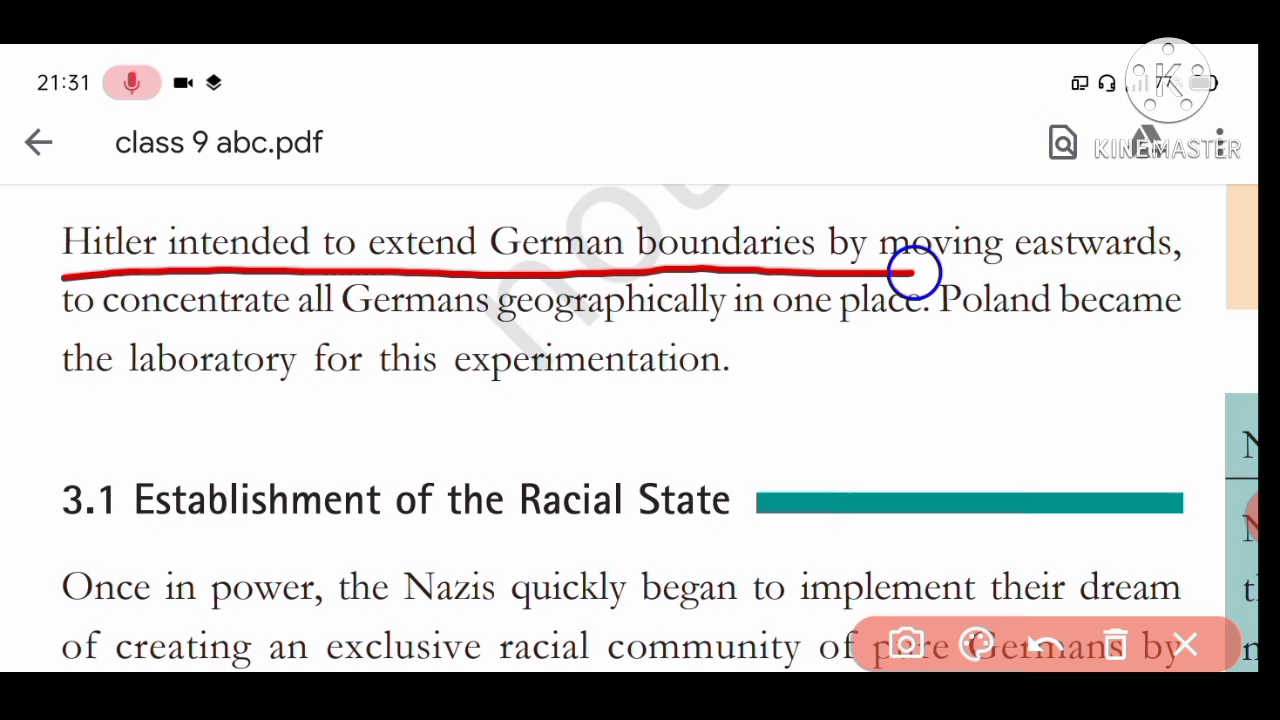 21:31
77
K
KINEMASTER
class 9 abc.pdf
not
Hitler intended to extend German boundaries by moving eastwards,
to concentrate all Germans geographically in one place. Poland became
the laboratory for this experimentation.
3.1 Establishment of the Racial State
Once in power, the Nazis quickly began to implement their dream
of creating an exclusive racial community of pure Germans by